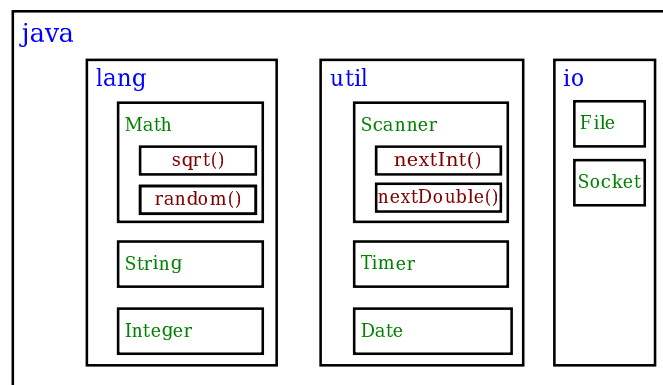 java
lang
Math
sqrt()
random()
String
Integer
util
Scanner
nextInt()
nextDouble()
Timer
Date
io
File
Socket